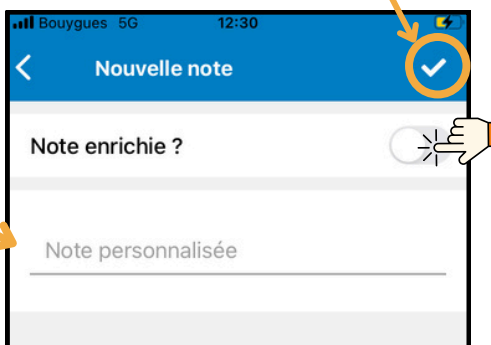 Bouygues 5G 12:30
Nouvelle note
Note enrichie ?
Note personnalisée